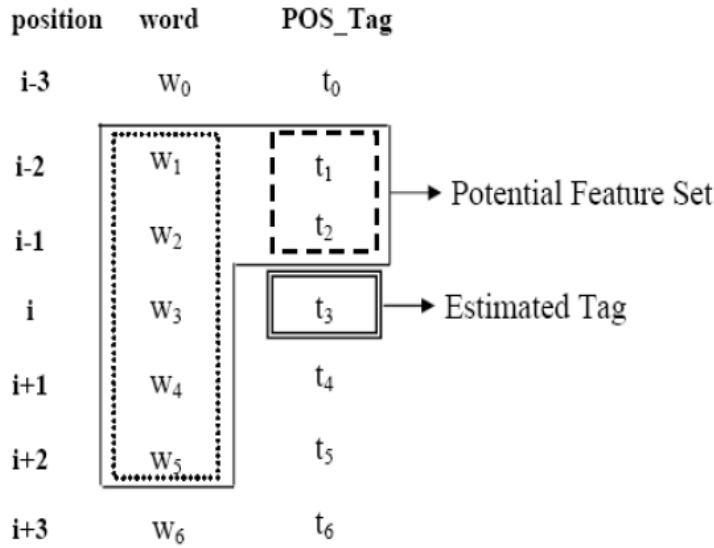 position word POS_Tag
i-3 w₀ t₀
i-2 w₁ t₁
Potential Feature Set
i-1 w₂ t₂
i w₃ t₃ Estimated Tag
i+1 w₄ t₄
i+2 w₅ t₅
i+3 w₆ t₆